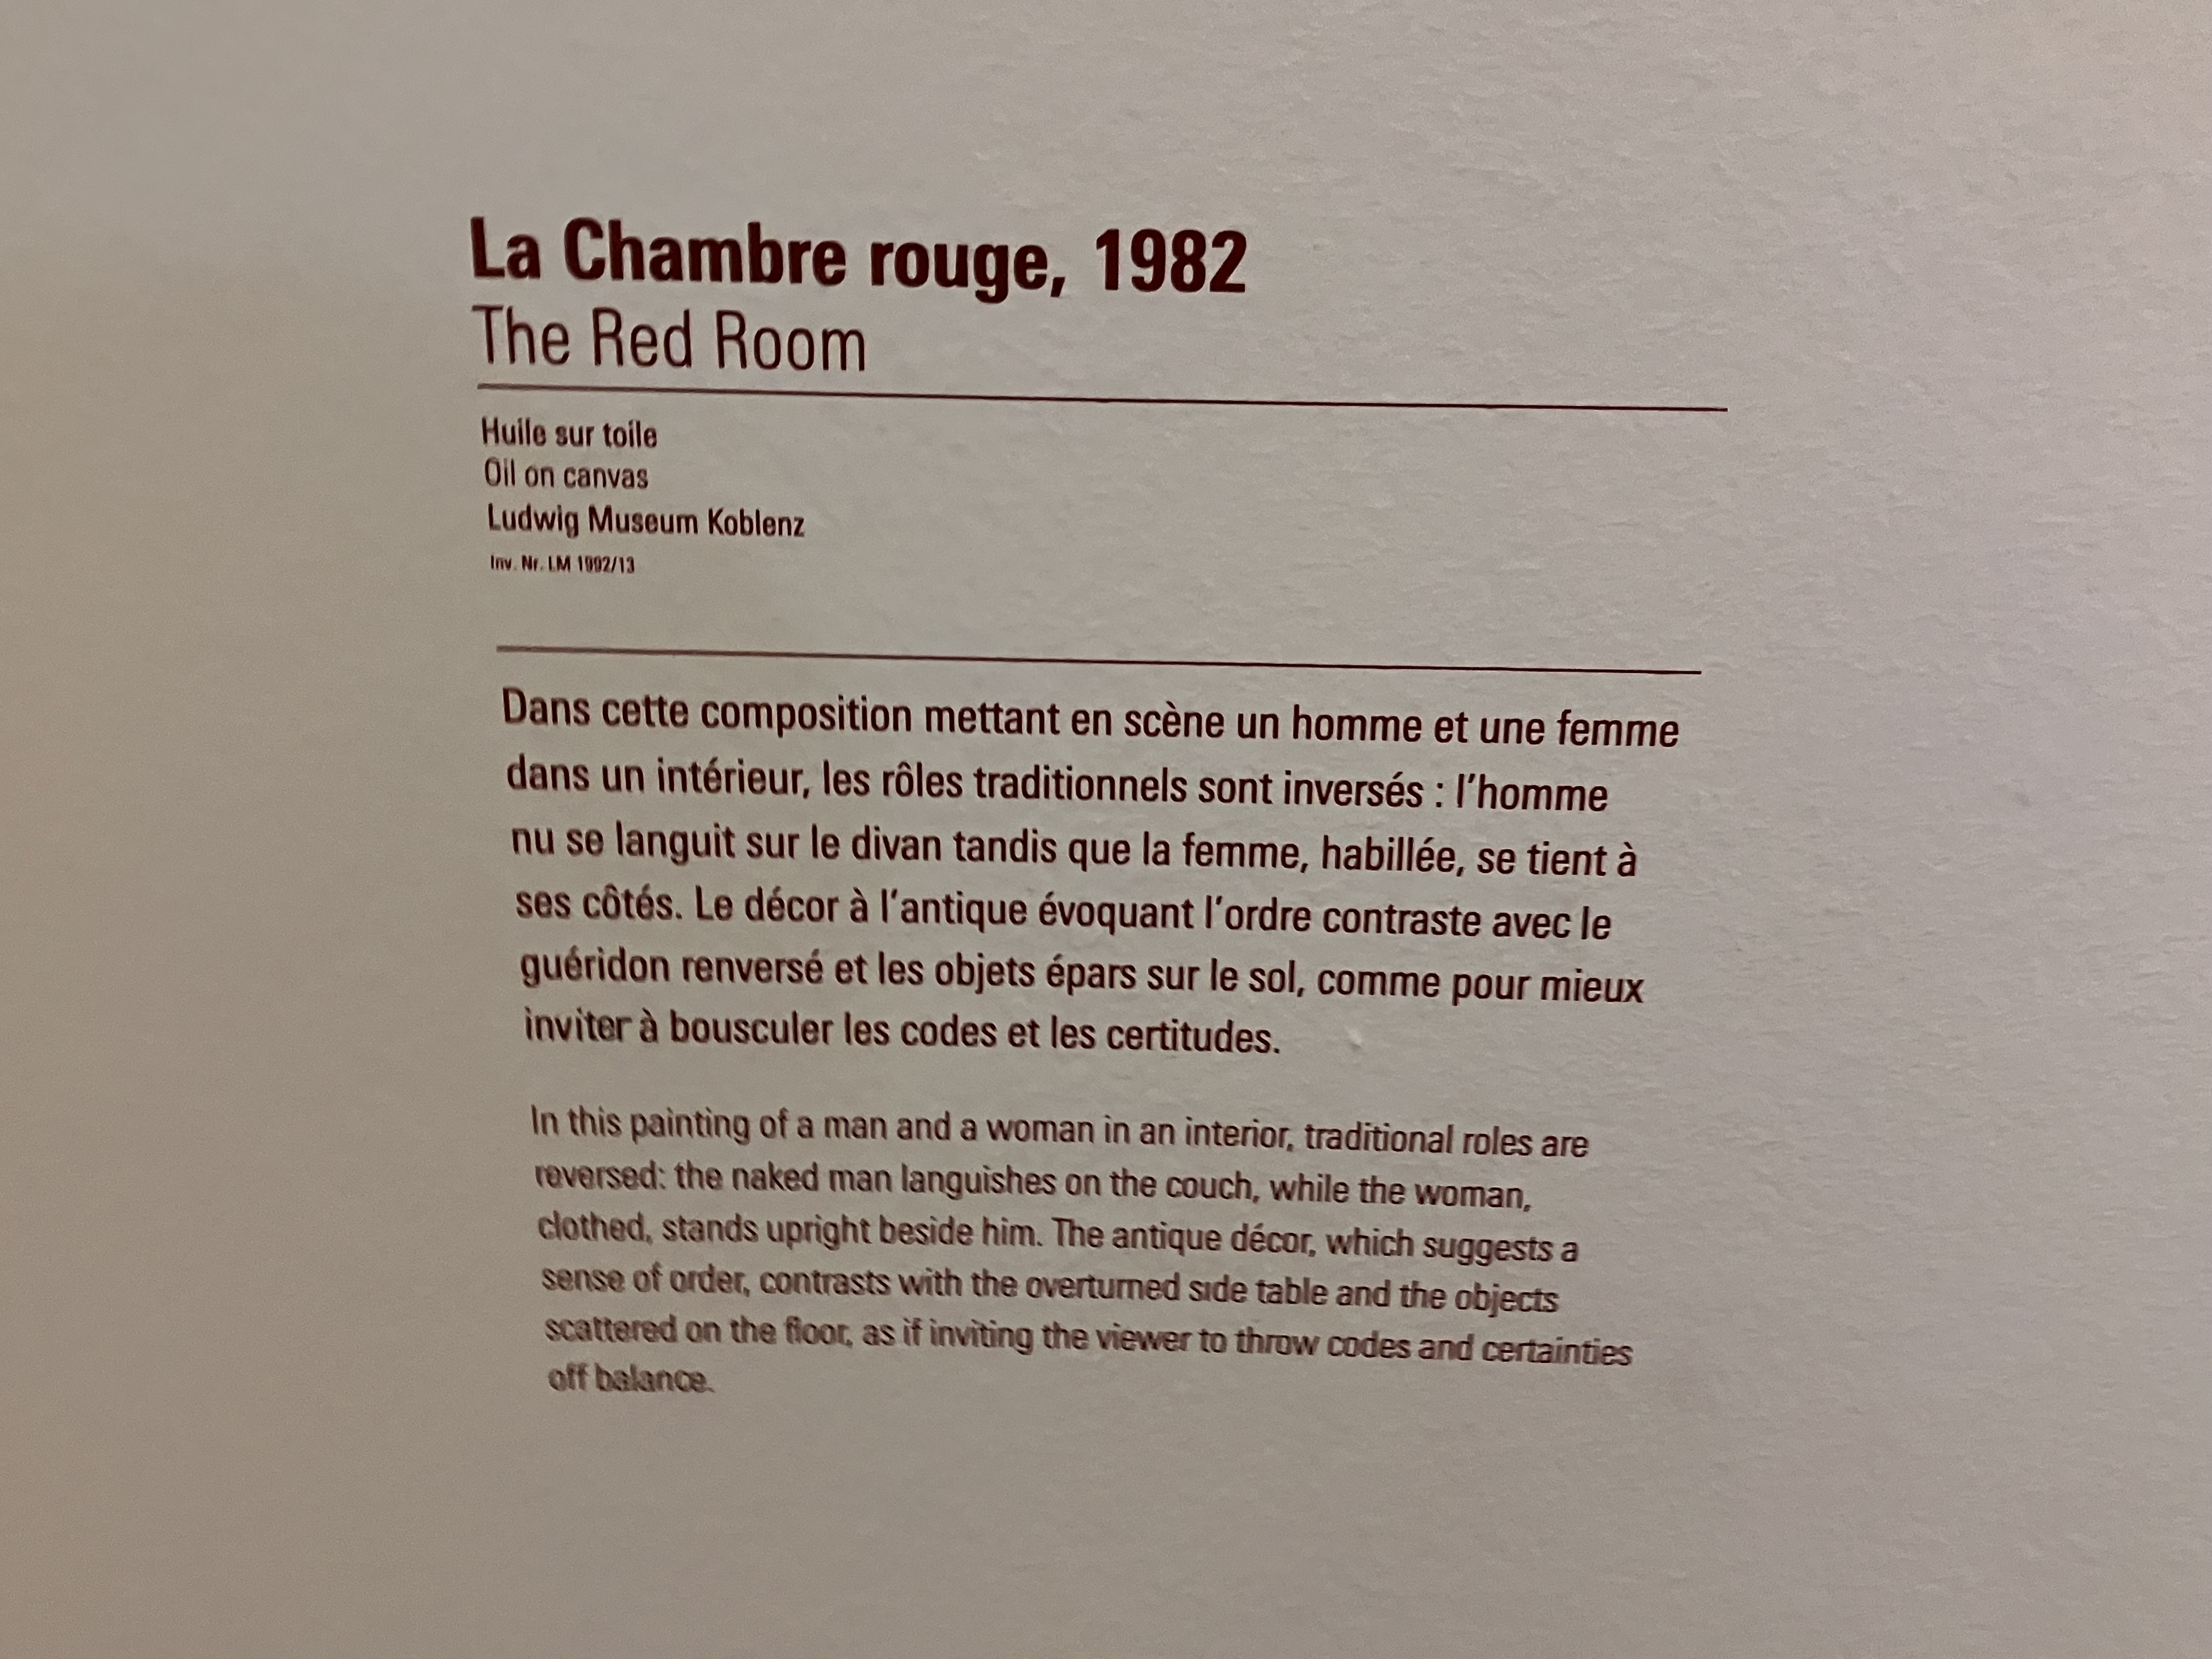 La Chambre rouge, 1982
The Red Room
Huile sur toile
Oil on canvas
Ludwig Museum Koblenz
Inv. Nr. LM 1992/13
Dans cette composition mettant en scène un homme et une femme
dans un intérieur, les rôles traditionnels sont inversés : l'homme
nu se languit sur le divan tandis que la femme, habillée, se tient à
ses côtés. Le décor à l'antique évoquant l'ordre contraste avec le
guéridon renversé et les objets épars sur le sol, comme pour mieux
inviter à bousculer les codes et les certitudes.
In this painting of a man and a woman in an interior, traditional roles are
reversed: the naked man languishes on the couch, while the woman,
clothed, stands upright beside him. The antique décor, which suggests a
sense of order, contrasts with the overturned side table and the objects
scattered on the floor, as if inviting the viewer to throw codes and certainties
off balance.